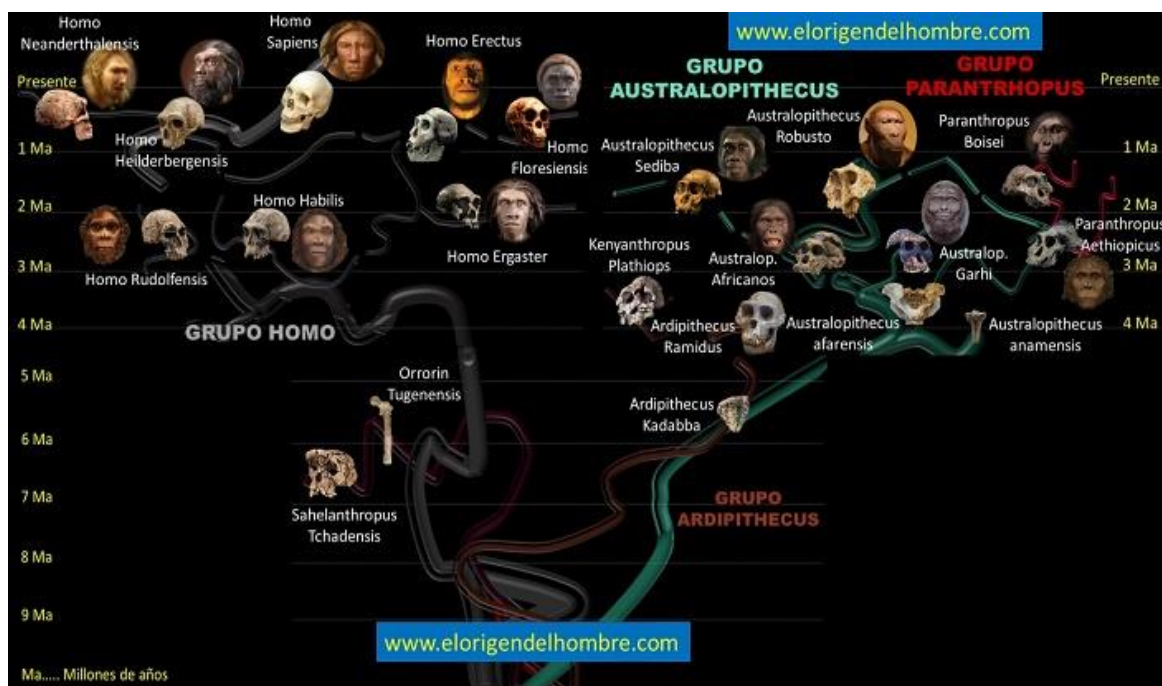 Homo
Neanderthalensis
Homo
Sapiens
Homo Erectus
www.elorigendelhombre.com
GRUPO
AUSTRALOPITHECUS
GRUPO
PARANTRHOPUS
Presente
Presente
Homo
Heilderbergensis
Homo
Floresiensis
Australopithecus
Sediba
Australopithecus
Robusto
Paranthropus
Boisei
1 Ma
1 Ma
Homo Habilis
2 Ma
2 Ma
Homo Rudolfensis
Homo Ergaster
Kenyanthropus
Plathiops
Australop.
Africanos
Australop.
Garhi
Paranthropus
Aethiopicus
3 Ma
3 Ma
GRUPO HOMO
Ardipithecus
Ramidus
Australopithecus
afarensis
Australopithecus
anamensis
4 Ma
4 Ma
Orrorin
Tugenensis
5 Ma
Ardipithecus
Kadabba
6 Ma
7 Ma
Sahelanthropus
Tchadensis
GRUPO
ARDIPITHECUS
8 Ma
9 Ma
www.elorigendelhombre.com
Ma..... Millones de años